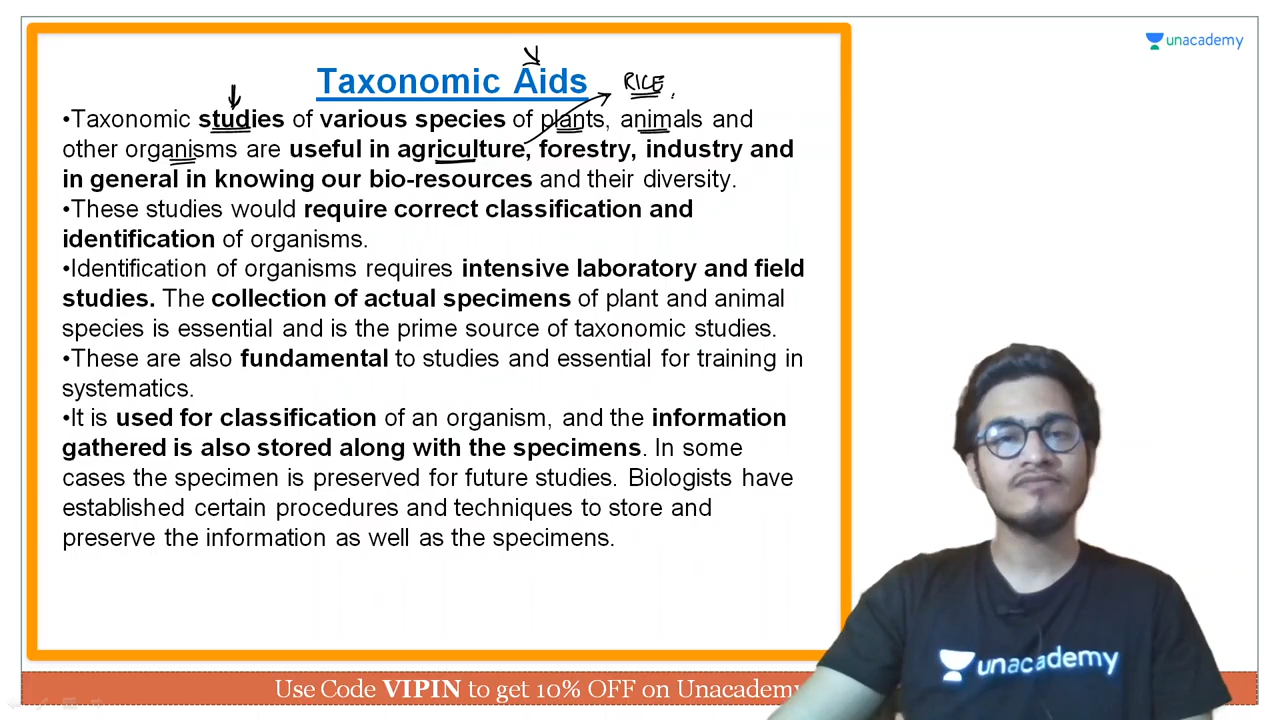 unacademy
Taxonomic Aids
RICE
•Taxonomic studies of various species of plants, animals and
other organisms are useful in agriculture, forestry, industry and
in general in knowing our bio-resources and their diversity.
•These studies would require correct classification and
identification of organisms.
•Identification of organisms requires intensive laboratory and field
studies. The collection of actual specimens of plant and animal
species is essential and is the prime source of taxonomic studies.
•These are also fundamental to studies and essential for training in
systematics.
•It is used for classification of an organism, and the information
gathered is also stored along with the specimens. In some
cases the specimen is preserved for future studies. Biologists have
established certain procedures and techniques to store and
preserve the information as well as the specimens.
unacademy
Use Code VIPIN to get 10% OFF on Unacademy